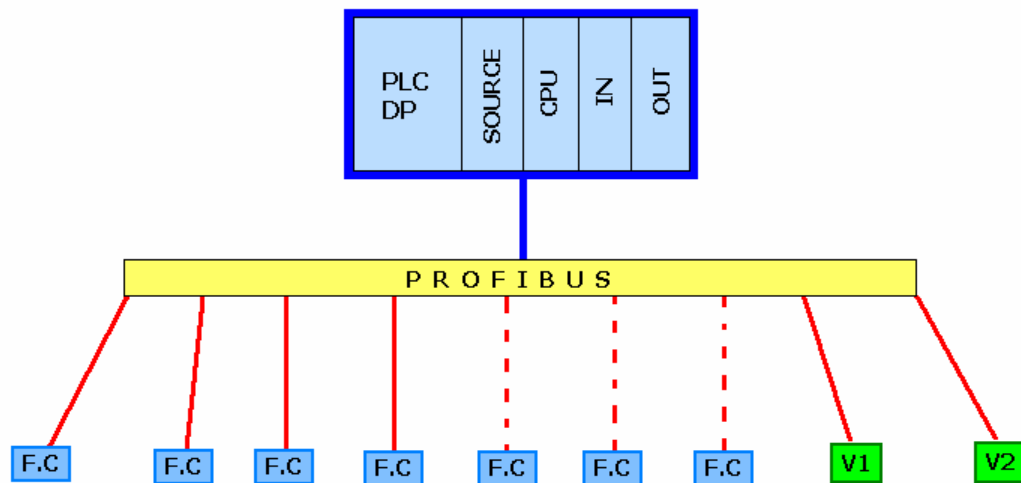 PLC
DP
SOURCE
CPU
IN
OUT
PROFIBUS
F.C
F.C
F.C
F.C
F.C
F.C
F.C
V1
V2